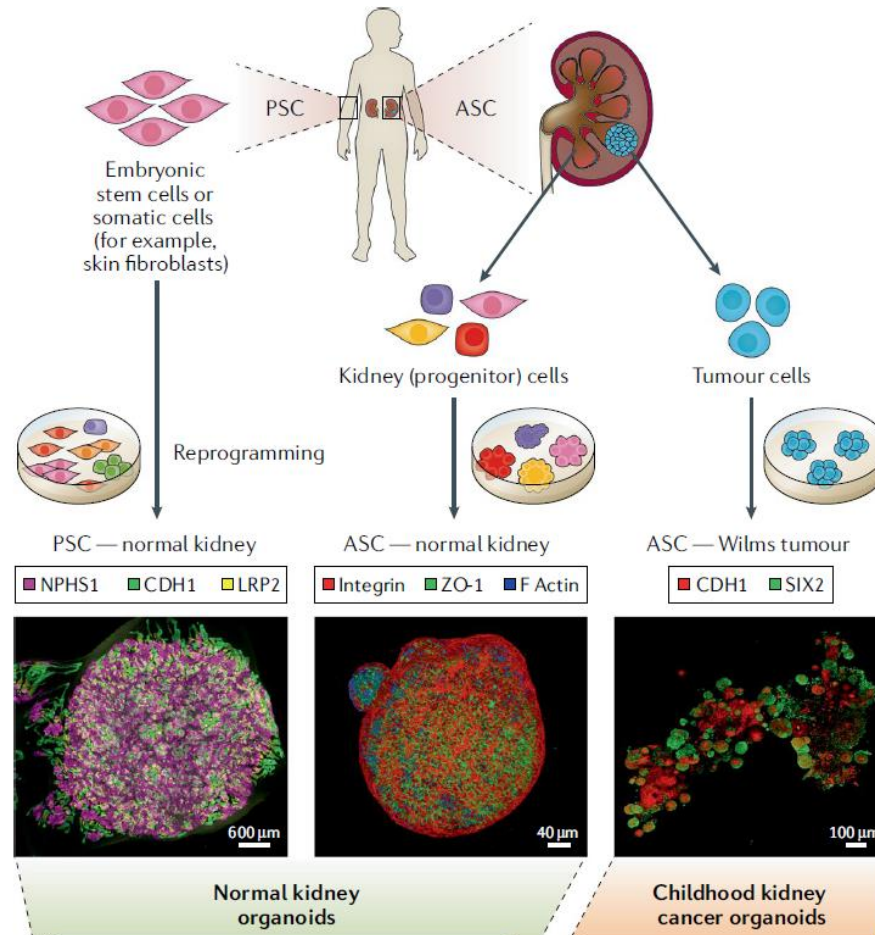 PSC
ASC
Embryonic
stem cells or
somatic cells
(for example,
skin fibroblasts)
Kidney (progenitor) cells
Tumour cells
Reprogramming
PSC — normal kidney
ASC — normal kidney
ASC — Wilms tumour
NPHS1 CDH1 LRP2
Integrin ZO-1 F Actin
CDH1 SIX2
600 μm
40 μm
100 μm
Normal kidney
organoids
Childhood kidney
cancer organoids